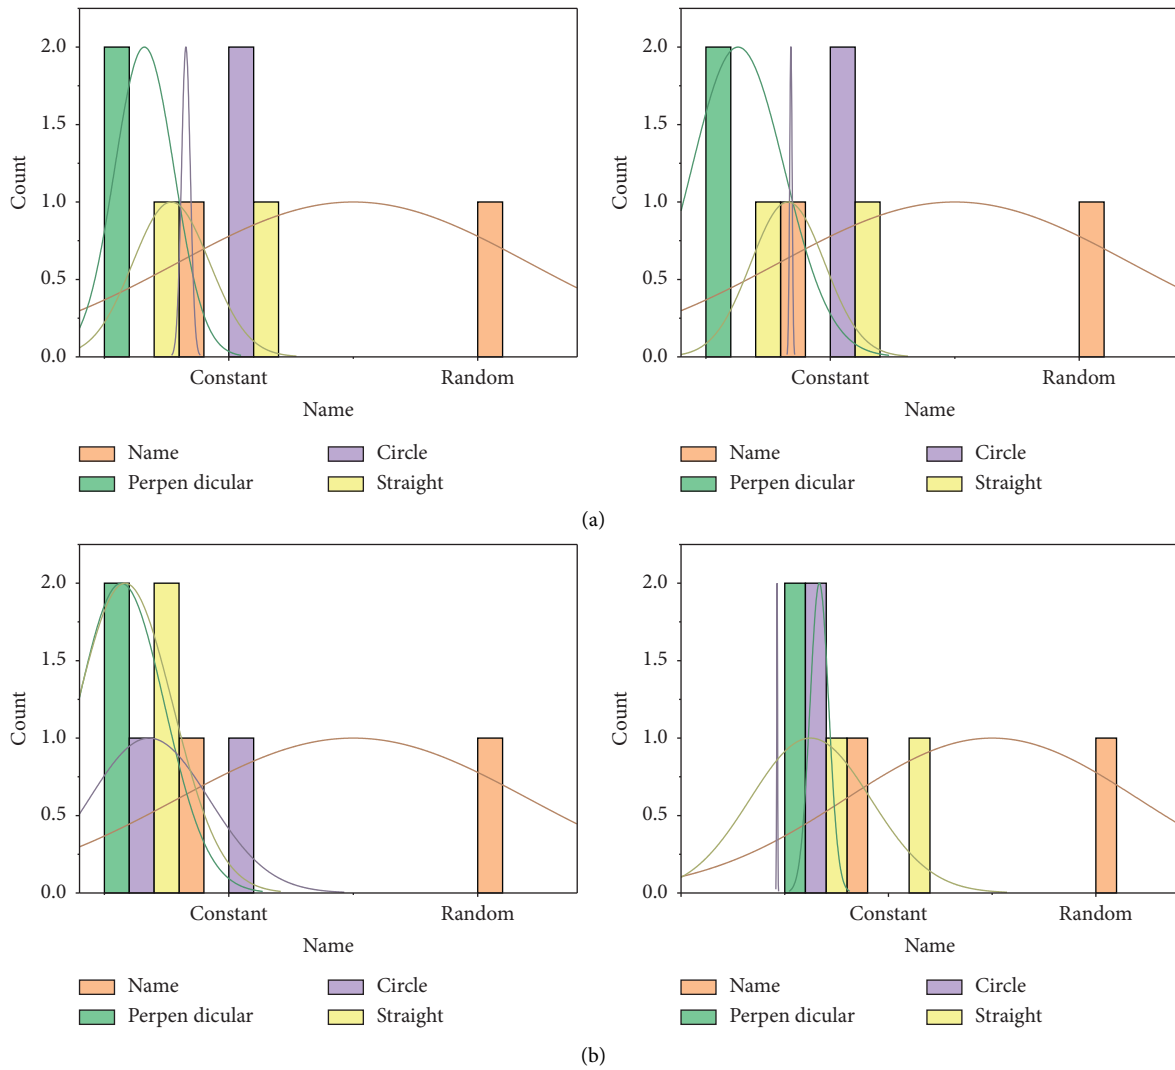 2.0
1.5
Count
1.0
0.5
0.0
Constant
Random
Name
Name
Circle
Perpen dicular
Straight
2.0
1.5
Count
1.0
0.5
0.0
Constant
Random
Name
Name
Circle
Perpen dicular
Straight
(a)
2.0
1.5
Count
1.0
0.5
0.0
Constant
Random
Name
Name
Circle
Perpen dicular
Straight
2.0
1.5
Count
1.0
0.5
0.0
Constant
Random
Name
Name
Circle
Perpen dicular
Straight
(b)